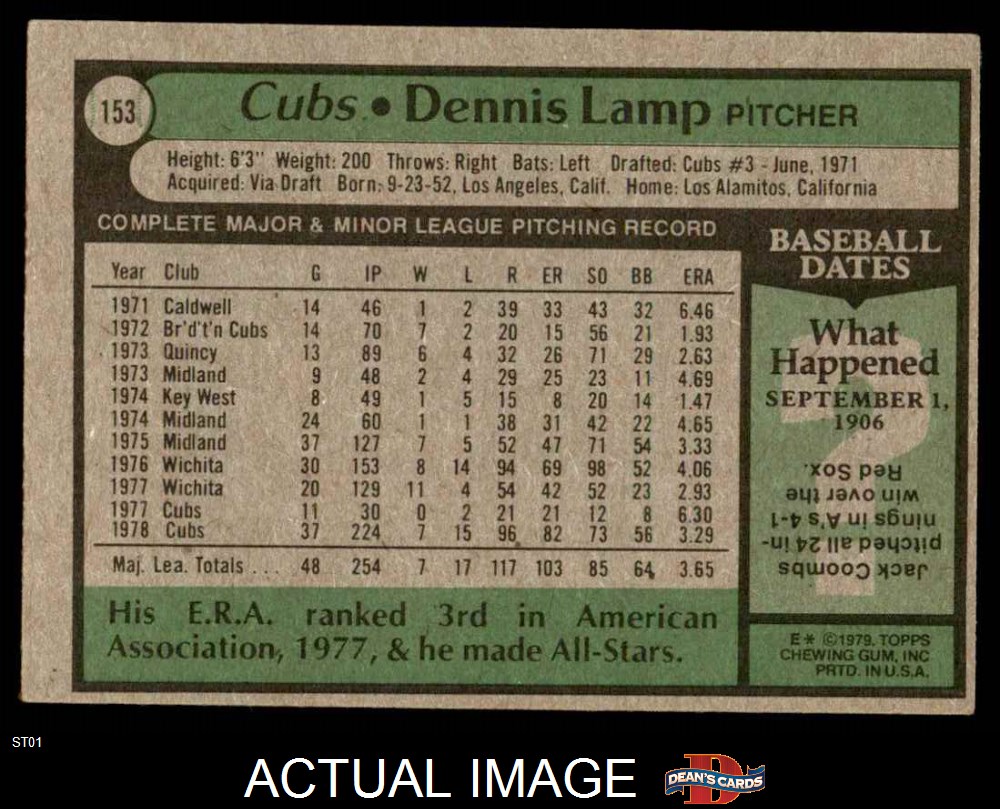 153
Cubs • Dennis Lamp PITCHER
Height: 6'3" Weight: 200 Throws: Right Bats: Left Drafted: Cubs #3 - June, 1971
Acquired: Via Draft Born: 9-23-52, Los Angeles, Calif. Home: Los Alamitos, California
COMPLETE MAJOR & MINOR LEAGUE PITCHING RECORD
Year Club G IP W L R ER SO BB ERA
1971 Caldwell 14 46 1 2 39 33 43 32 6.46
1972 Br'd't'n Cubs 14 70 7 2 20 15 56 21 1.93
1973 Quincy 13 89 6 4 32 26 71 29 2.63
1973 Midland 9 48 2 4 29 25 23 11 4.69
1974 Key West 8 49 1 5 15 8 20 14 1.47
1974 Midland 24 60 1 1 38 31 42 22 4.65
1975 Midland 37 127 7 5 52 47 71 54 3.33
1976 Wichita 30 153 8 14 94 69 98 52 4.06
1977 Wichita 20 129 11 4 54 42 52 23 2.93
1977 Cubs 11 30 0 2 21 21 12 8 6.30
1978 Cubs 37 224 7 15 96 82 73 56 3.29
Maj. Lea. Totals . . . 48 254 7 17 117 103 85 64 3.65
His E.R.A. ranked 3rd in American
Association, 1977, & he made All-Stars.
BASEBALL
DATES
What
Happened
SEPTEMBER 1,
1906
Jack Coombs
pitched all 24 in-
nings in A's 4-1
win over the
Red Sox.
E* ©1979. TOPPS
CHEWING GUM, INC
PRTD. IN U.S.A.
ST01
ACTUAL IMAGE
DEAN'S CARDS